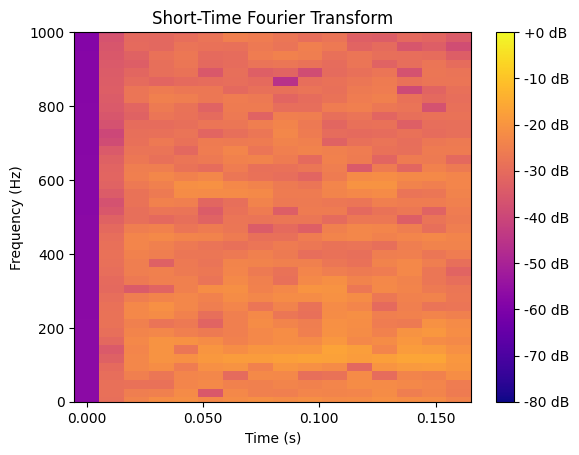 Short-Time Fourier Transform
Frequency (Hz)
1000
800
600
400
200
0
0.000
0.050
0.100
0.150
Time (s)
+0 dB
-10 dB
-20 dB
-30 dB
-40 dB
-50 dB
-60 dB
-70 dB
-80 dB